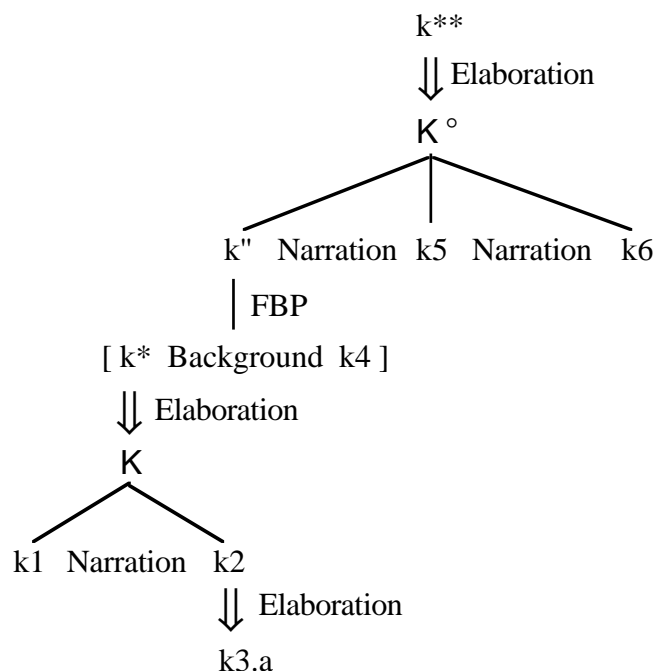 k**
Elaboration
K °
k" Narration k5 Narration k6
FBP
[ k* Background k4 ]
Elaboration
K
k1 Narration k2
Elaboration
k3.a